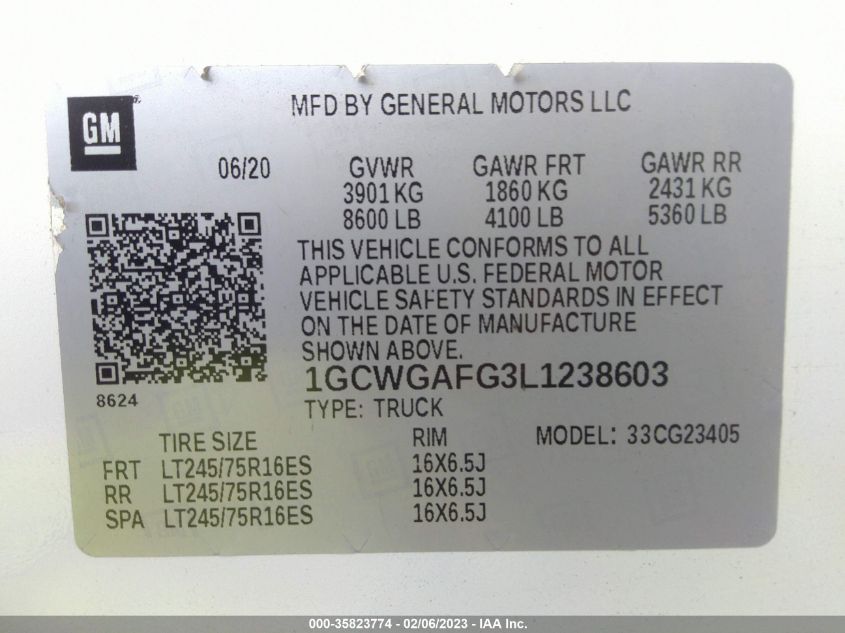 GM
MFD BY GENERAL MOTORS LLC
06/20 GVWR GAWR FRT GAWR RR
3901 KG 1860 KG 2431 KG
8600 LB 4100 LB 5360 LB
THIS VEHICLE CONFORMS TO ALL
APPLICABLE U.S. FEDERAL MOTOR
VEHICLE SAFETY STANDARDS IN EFFECT
ON THE DATE OF MANUFACTURE
SHOWN ABOVE.
1GCWGAFG3L1238603
8624
TYPE: TRUCK
TIRE SIZE RIM MODEL: 33CG23405
FRT LT245/75R16ES 16X6.5J
RR LT245/75R16ES 16X6.5J
SPA LT245/75R16ES 16X6.5J
000-35823774 - 02/06/2023 - IAA Inc.